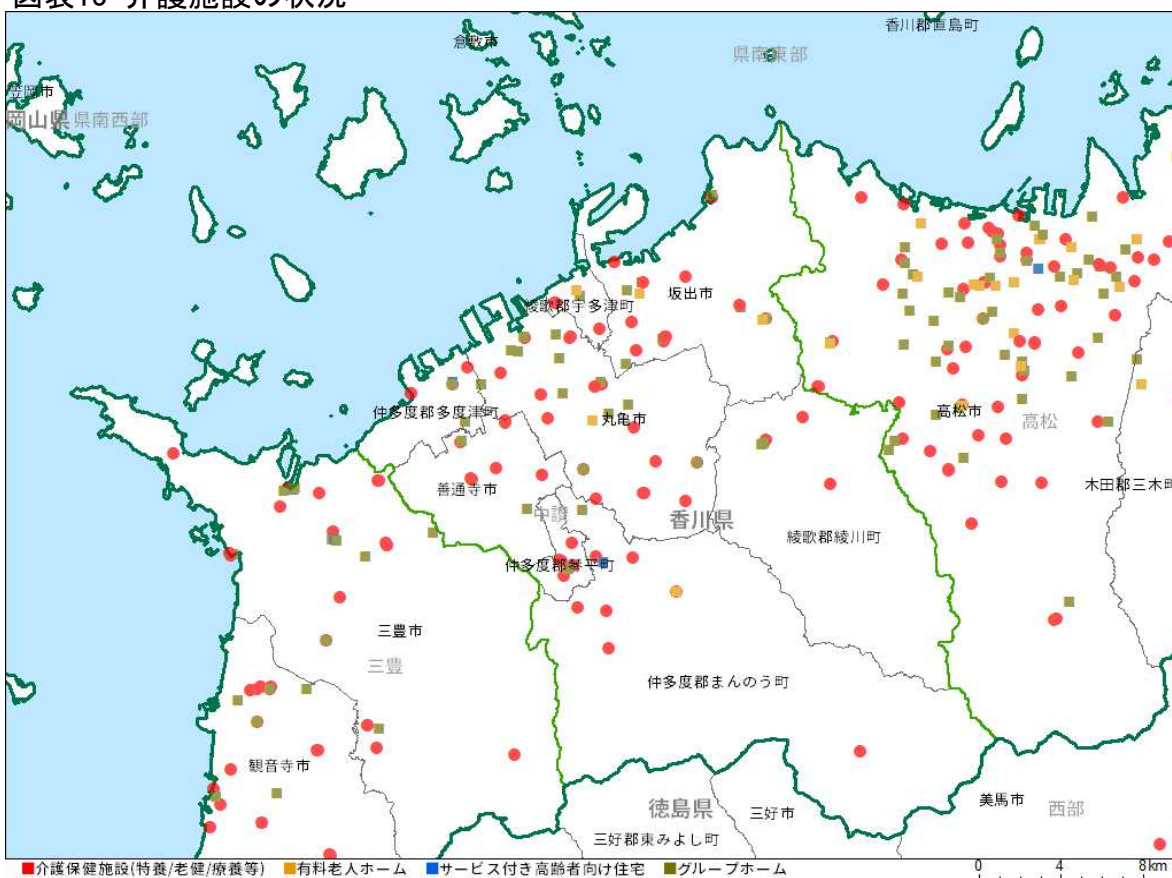 図表16 介護施設の状況
香川郡直島町
倉敷市
県南東部
笠岡市
岡山県 県南西部
坂出市
綾歌郡宇多津町
仲多度郡多度津町
丸亀市
高松市
高松
木田郡三木町
善通寺市
中讃
香川県
綾歌郡綾川町
仲多度郡琴平町
三豊市
三豊
仲多度郡まんのう町
観音寺市
徳島県
三好市
美馬市
西部
三好郡東みよし町
介護保健施設(特養/老健/療養等) 有料老人ホーム サービス付き高齢者向け住宅 グループホーム
0 4 8km